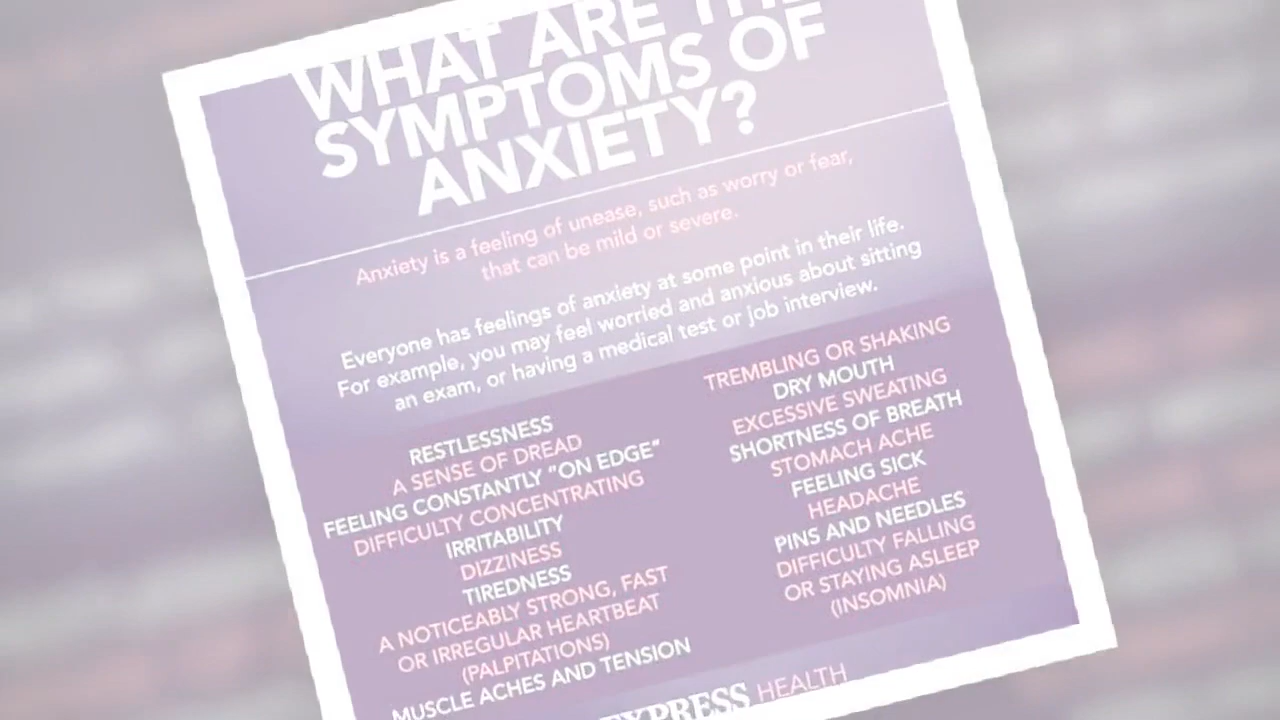 WHAT ARE THE
SYMPTOMS OF
ANXIETY?
Anxiety is a feeling of unease, such as worry or fear,
that can be mild or severe.
Everyone has feelings of anxiety at some point in their life.
For example, you may feel worried and anxious about sitting
an exam, or having a medical test or job interview.
RESTLESSNESS
A SENSE OF DREAD
FEELING CONSTANTLY “ON EDGE”
DIFFICULTY CONCENTRATING
IRRITABILITY
DIZZINESS
TIREDNESS
A NOTICEABLY STRONG, FAST
OR IRREGULAR HEARTBEAT
(PALPITATIONS)
MUSCLE ACHES AND TENSION
TREMBLING OR SHAKING
DRY MOUTH
EXCESSIVE SWEATING
SHORTNESS OF BREATH
STOMACH ACHE
FEELING SICK
HEADACHE
PINS AND NEEDLES
DIFFICULTY FALLING
OR STAYING ASLEEP
(INSOMNIA)
EXPRESS HEALTH